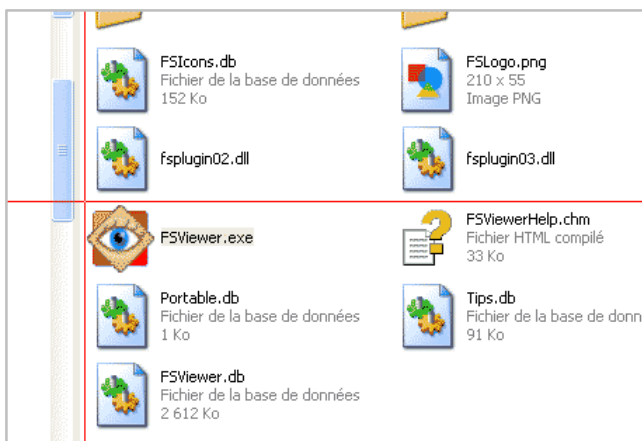 FSIcons.db
Fichier de la base de données
152 Ko
FSLogo.png
210 x 55
Image PNG
fsplugin02.dll
fsplugin03.dll
FSViewer.exe
FSViewerHelp.chm
Fichier HTML compilé
33 Ko
Portable.db
Fichier de la base de données
1 Ko
Tips.db
Fichier de la base de donn
91 Ko
FSViewer.db
Fichier de la base de données
2 612 Ko